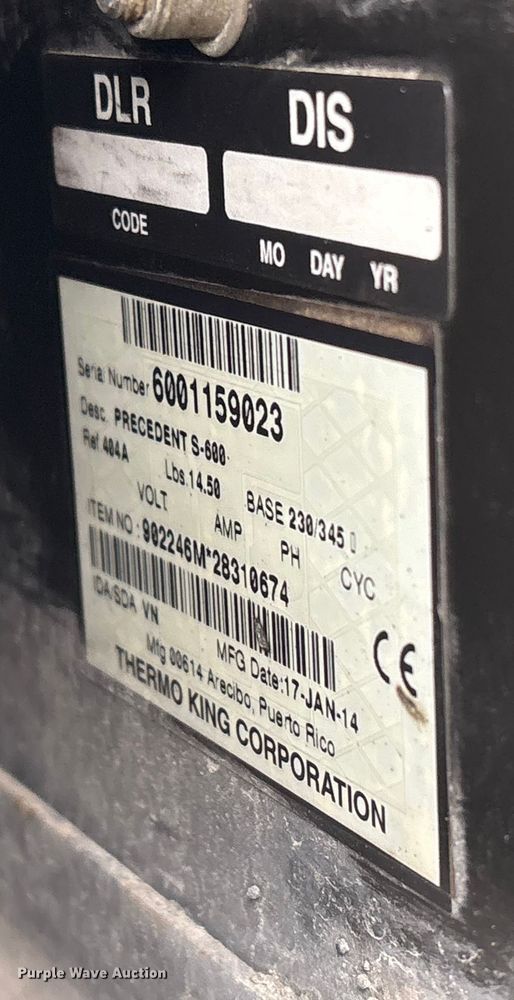 DLR DIS
CODE
MO DAY YR
Serial Number 6001159023
Desc. PRECEDENT S-600
Ref 404A Lbs.14.50 BASE 230/345
VOLT AMP PH CYC
ITEM NO : 902246M*28310674
IDA/SDA VN MFG Date:17-JAN-14
Mfg 00614 Arecibo, Puerto Rico
CE
THERMO KING CORPORATION
Purple Wave Auction